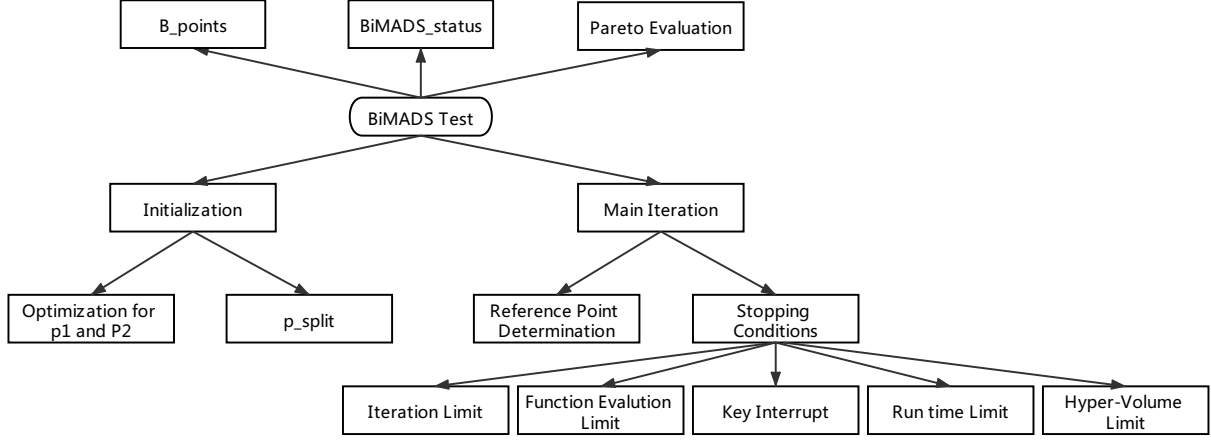 B_points
BiMADS_status
Pareto Evaluation
BiMADS Test
Initialization
Main Iteration
Optimization for
p1 and P2
p_split
Reference Point
Determination
Stopping
Conditions
Iteration Limit
Function Evalution
Limit
Key Interrupt
Run time Limit
Hyper-Volume
Limit